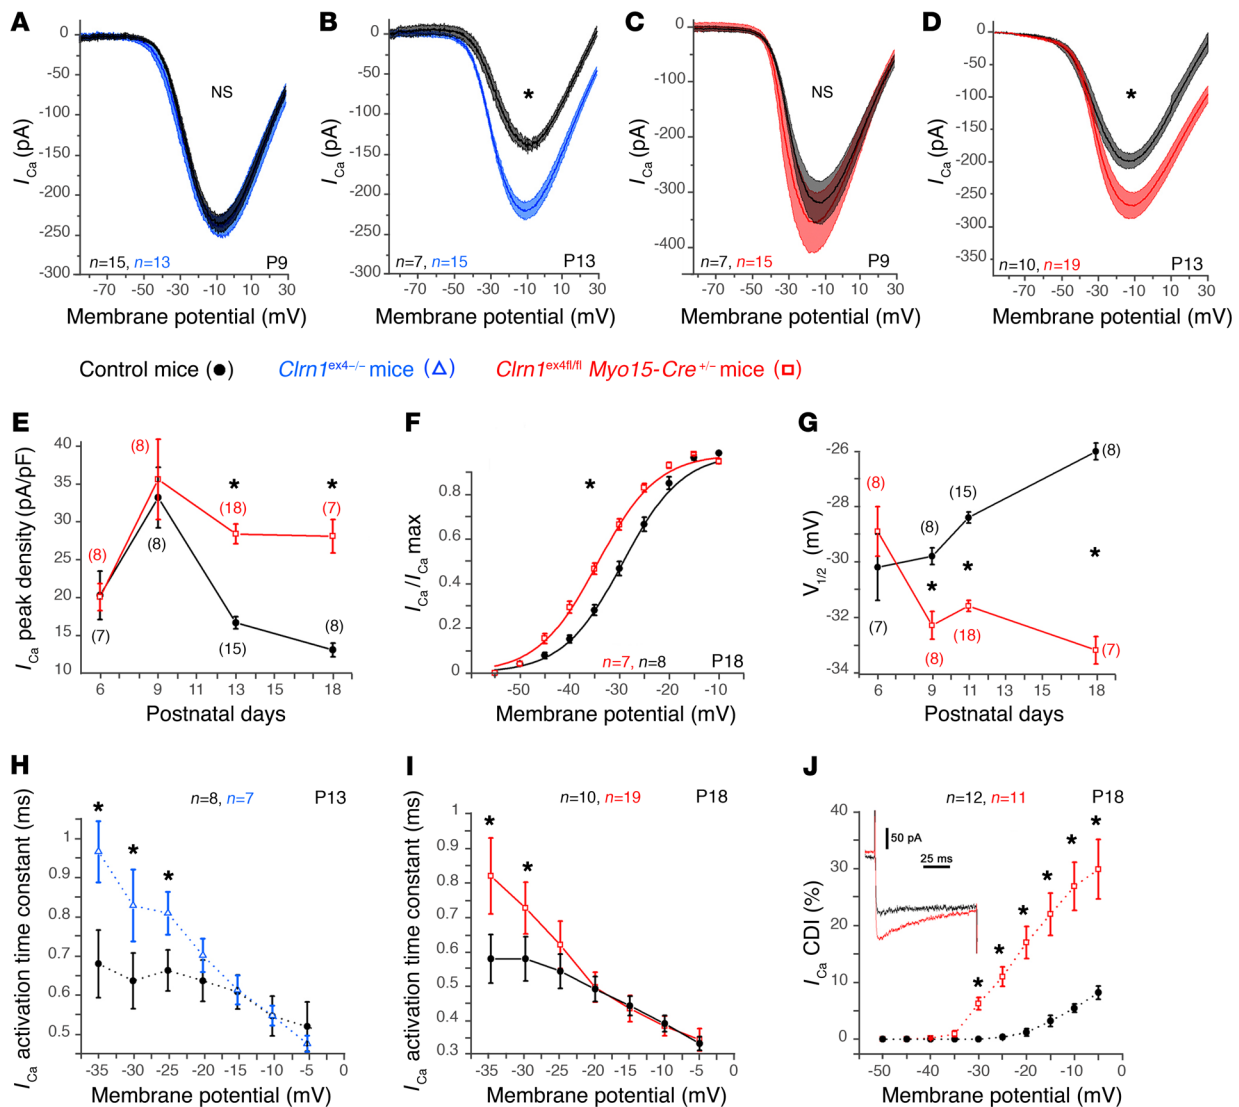 A
B
C
D
0
-50
-100
-150
-200
-250
-300
I Ca (pA)
NS
n=15, n=13
P9
-70 -50 -30 -10 10 30
Membrane potential (mV)
0
-50
-100
-150
-200
-250
-300
I Ca (pA)
*
n=7, n=15
P13
-70 -50 -30 -10 10 30
Membrane potential (mV)
0
-100
-200
-300
-400
I Ca (pA)
NS
n=7, n=15
P9
-70 -50 -30 -10 10 30
Membrane potential (mV)
0
-50
-100
-150
-200
-250
-300
-350
I Ca (pA)
*
n=10, n=19
P13
-70 -50 -30 -10 10 30
Membrane potential (mV)
Control mice (●) Clrn1ex4–/– mice (△) Clrn1ex4fl/fl Myo15-Cre+/– mice (□)
E
40
35
30
25
20
15
10
I Ca peak density (pA/pF)
(8)
(8)
* *
(18)
(7)
(8)
(7)
(15)
(8)
6 9 11 13 15 18
Postnatal days
F
0.8
0.6
0.4
0.2
0
I Ca/I Ca max
*
n=7, n=8
P18
-50 -40 -30 -20 -10
Membrane potential (mV)
G
-26
-28
-30
-32
-34
V1/2 (mV)
(8)
(8)
(15)
(8)
* * *
(7)
(8)
(18)
(7)
6 9 11 13 15 18
Postnatal days
H
n=8, n=7
P13
1
0.9
0.8
0.7
0.6
0.5
I Ca activation time constant (ms)
* * *
-35 -30 -25 -20 -15 -10 -5 0
Membrane potential (mV)
I
n=10, n=19
P18
1
0.9
0.8
0.7
0.6
0.5
0.4
0.3
I Ca activation time constant (ms)
* *
-35 -30 -25 -20 -15 -10 -5 0
Membrane potential (mV)
J
n=12, n=11
P18
40
30
20
10
0
I Ca CDI (%)
50 pA
25 ms
* * * * * *
-50 -40 -30 -20 -10 0
Membrane potential (mV)